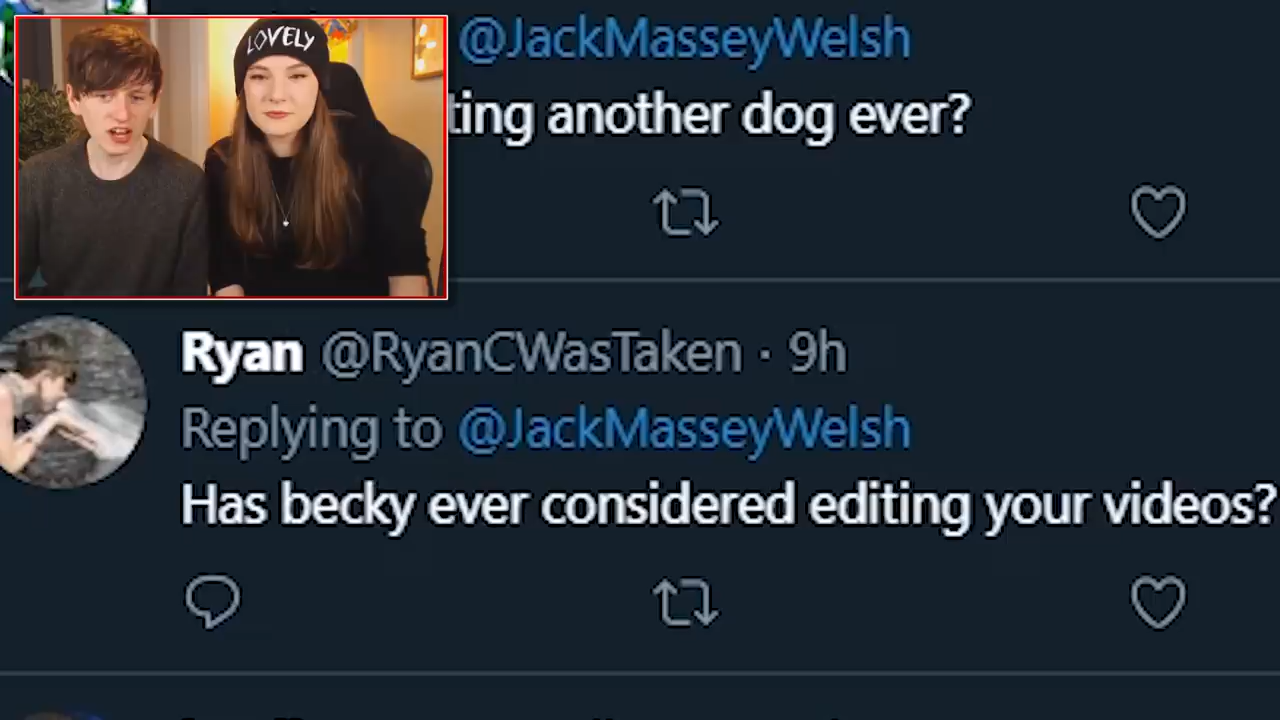 LOVELY
@JackMasseyWelsh
ting another dog ever?
Ryan @RyanCWasTaken · 9h
Replying to @JackMasseyWelsh
Has becky ever considered editing your videos?